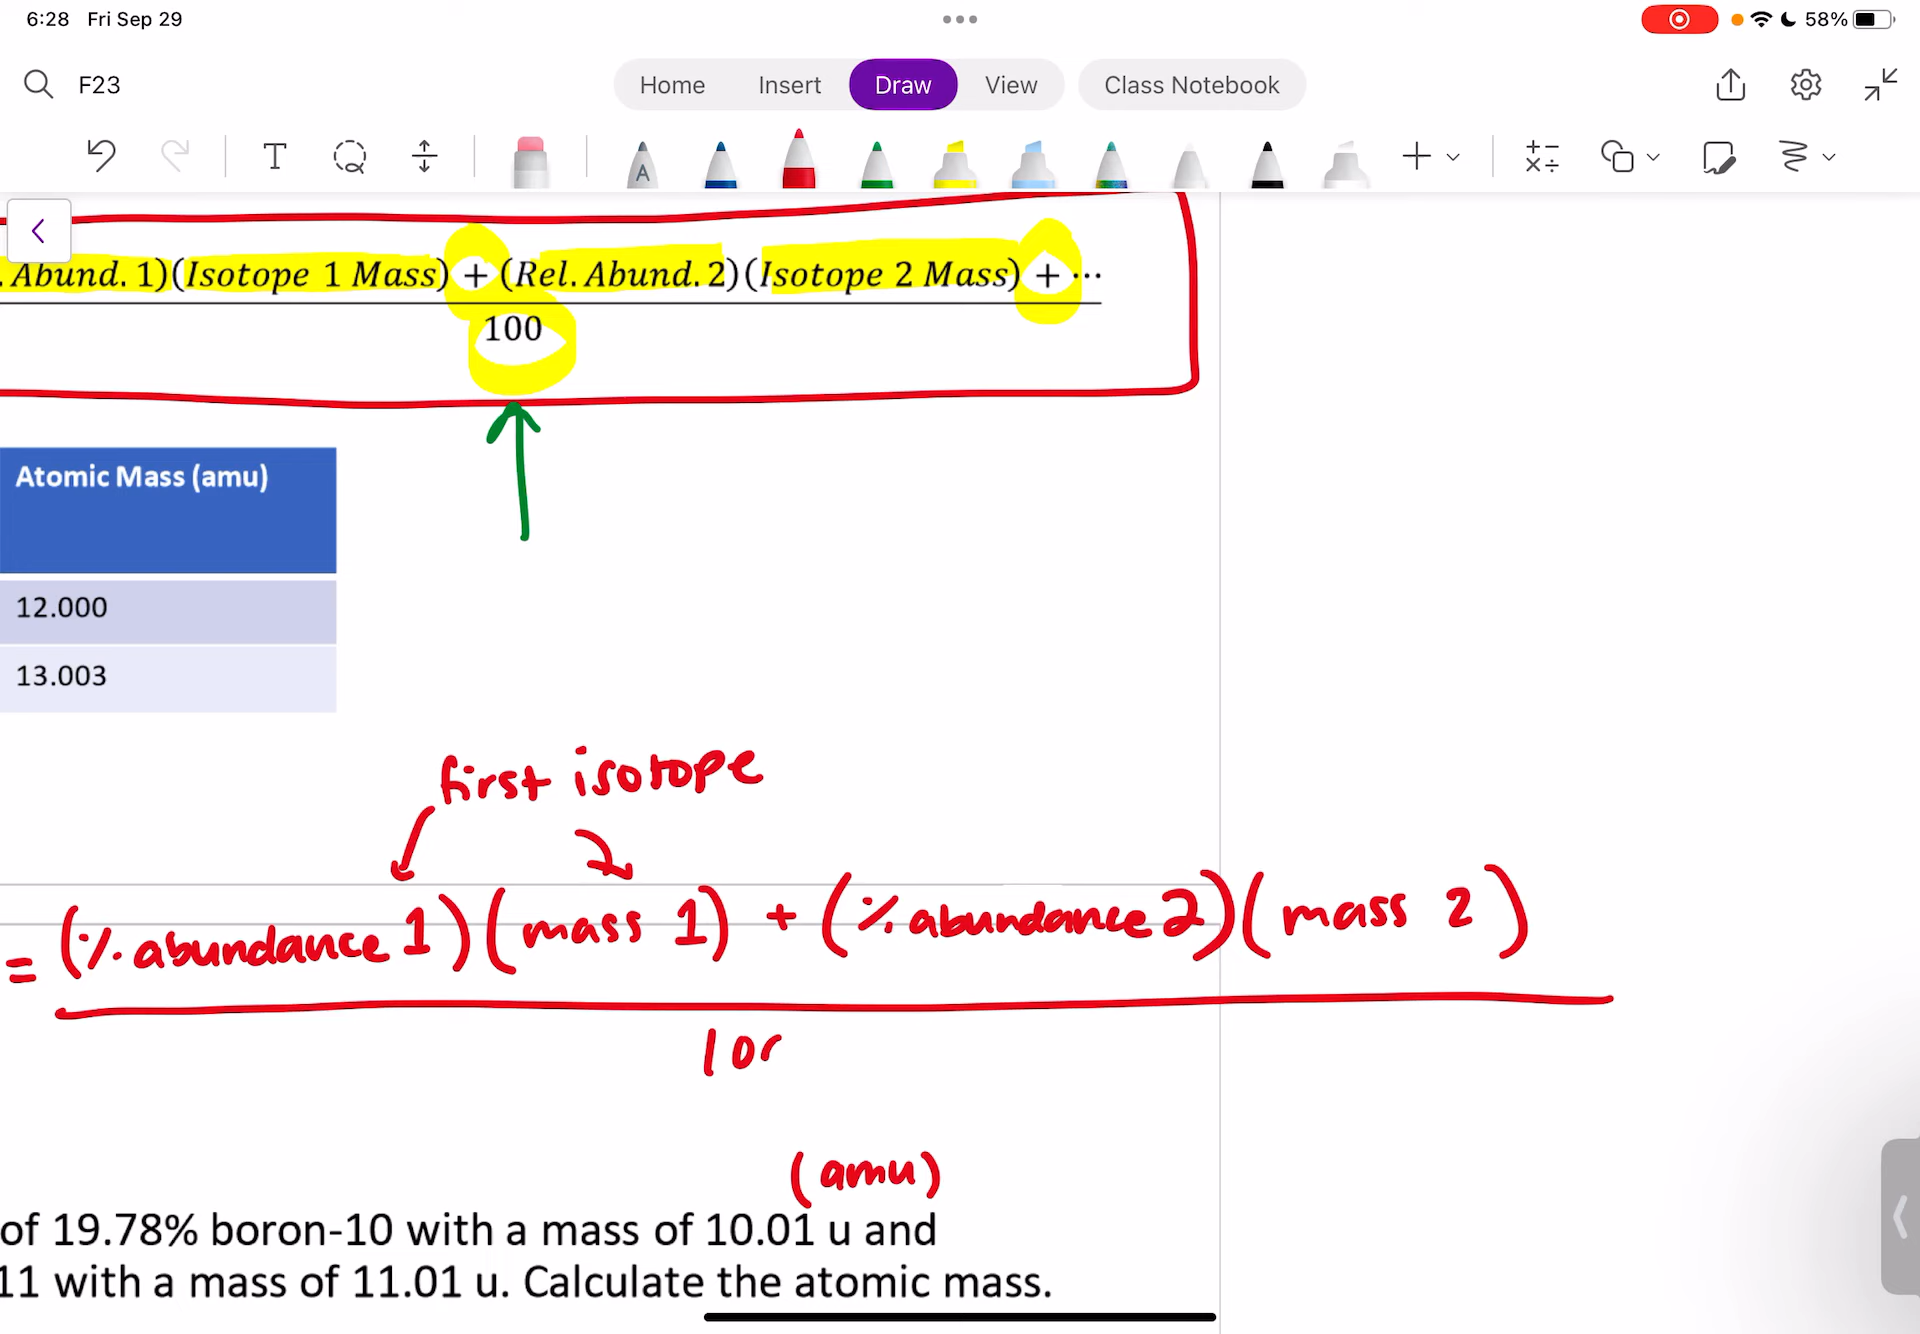 6:28 Fri Sep 29
58%
F23
Home Insert Draw View Class Notebook
T
A
. Abund. 1)(Isotope 1 Mass) + (Rel. Abund. 2)(Isotope 2 Mass) + ⋯
100
Atomic Mass (amu)
12.000
13.003
first isotope
= (% abundance 1)(mass 1) + (% abundance 2)(mass 2)
(amu)
of 19.78% boron-10 with a mass of 10.01 u and
11 with a mass of 11.01 u. Calculate the atomic mass.